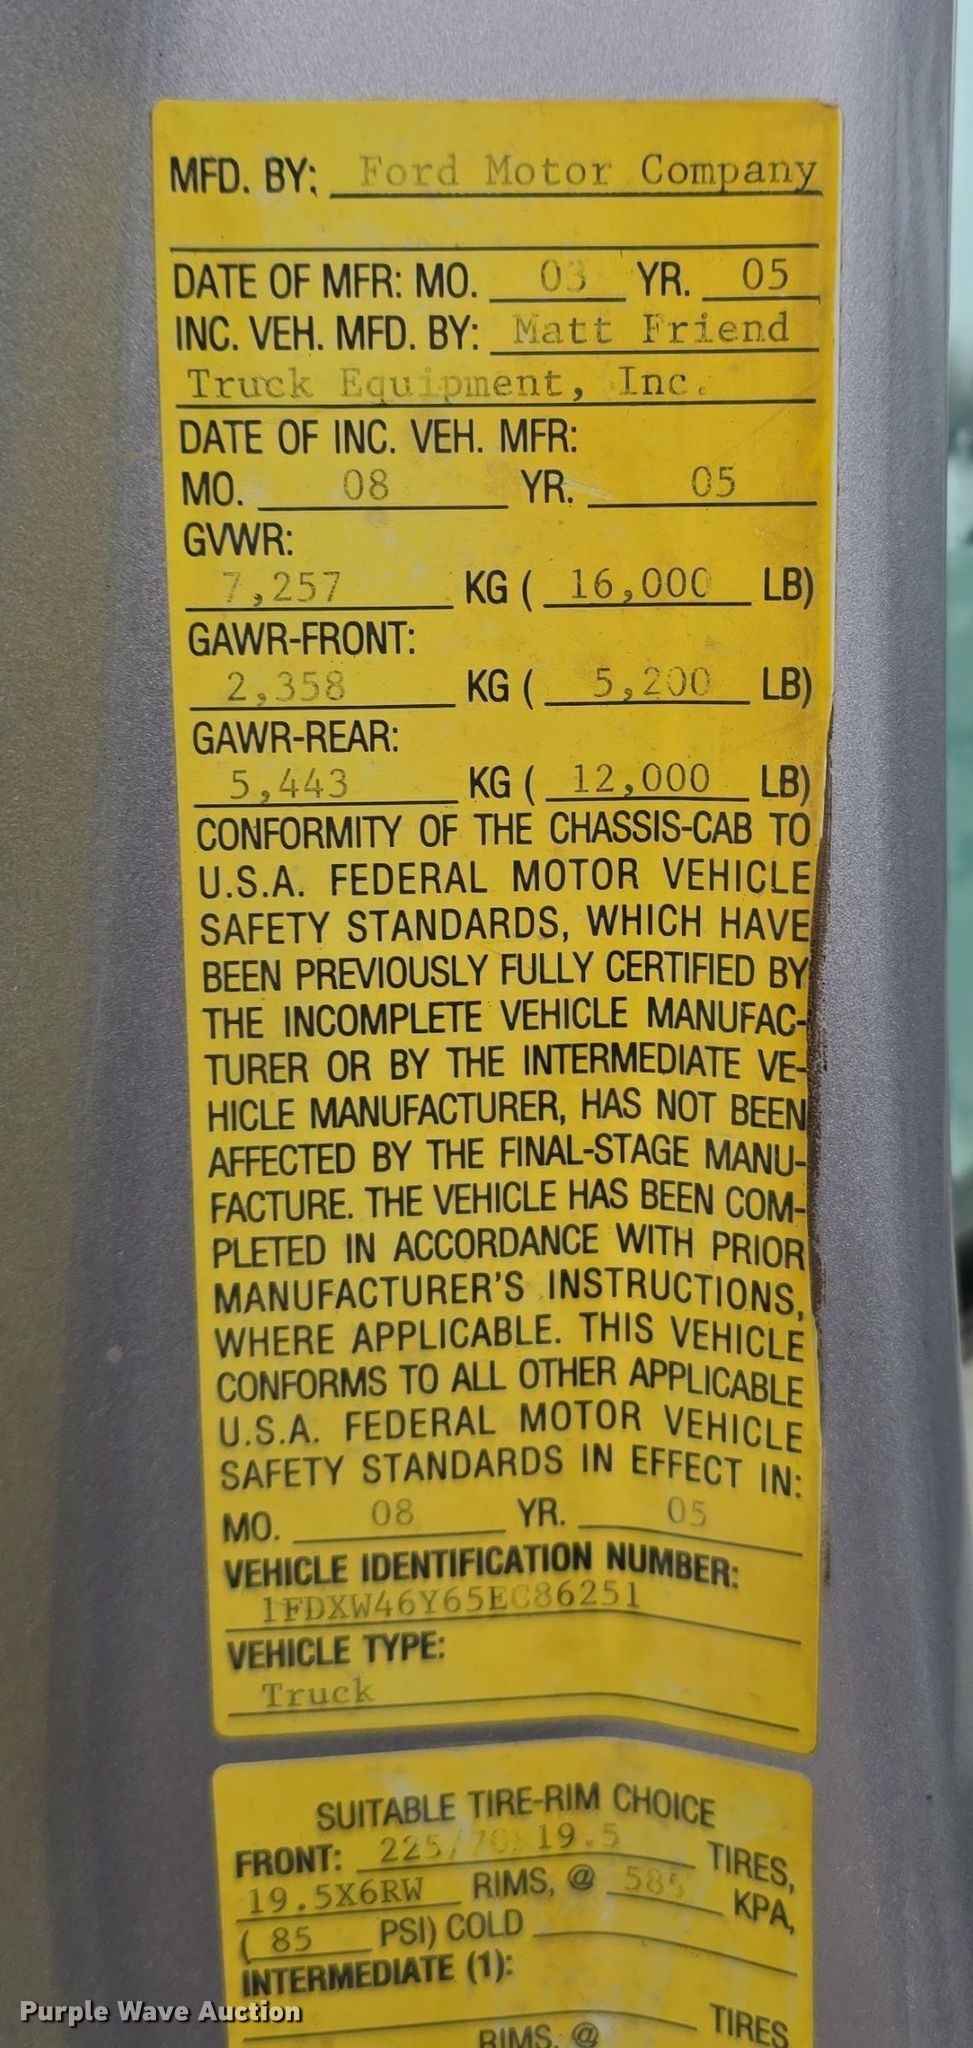 MFD. BY: Ford Motor Company
DATE OF MFR: MO. 03 YR. 05
INC. VEH. MFD. BY: Matt Friend
Truck Equipment, Inc.
DATE OF INC. VEH. MFR:
MO. 08 YR. 05
GVWR:
7,257 KG ( 16,000 LB)
GAWR-FRONT:
2,358 KG ( 5,200 LB)
GAWR-REAR:
5,443 KG ( 12,000 LB)
CONFORMITY OF THE CHASSIS-CAB TO
U.S.A. FEDERAL MOTOR VEHICLE
SAFETY STANDARDS, WHICH HAVE
BEEN PREVIOUSLY FULLY CERTIFIED BY
THE INCOMPLETE VEHICLE MANUFAC-
TURER OR BY THE INTERMEDIATE VE-
HICLE MANUFACTURER, HAS NOT BEEN
AFFECTED BY THE FINAL-STAGE MANU-
FACTURE. THE VEHICLE HAS BEEN COM-
PLETED IN ACCORDANCE WITH PRIOR
MANUFACTURER'S INSTRUCTIONS,
WHERE APPLICABLE. THIS VEHICLE
CONFORMS TO ALL OTHER APPLICABLE
U.S.A. FEDERAL MOTOR VEHICLE
SAFETY STANDARDS IN EFFECT IN:
MO. 08 YR. 05
VEHICLE IDENTIFICATION NUMBER:
1FDXW46Y65EC86251
VEHICLE TYPE:
Truck
SUITABLE TIRE-RIM CHOICE
FRONT: 225/70R19.5 TIRES,
19.5X6RW RIMS, @ 585 KPA,
( 85 PSI) COLD
INTERMEDIATE (1):
TIRES
RIMS, @
Purple Wave Auction